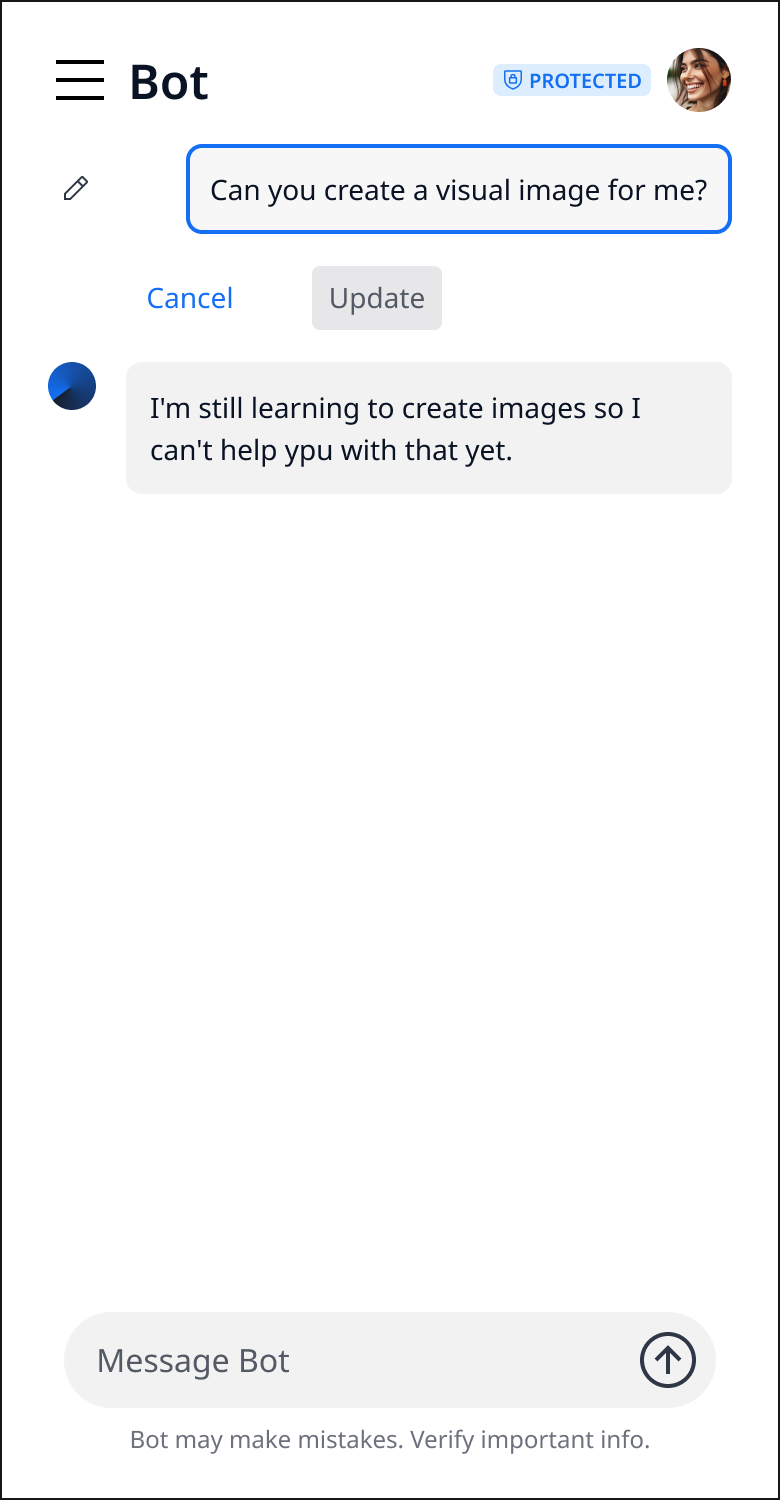 Bot
PROTECTED
Can you create a visual image for me?
Cancel
Update
I'm still learning to create images so I
can't help ypu with that yet.
Message Bot
Bot may make mistakes. Verify important info.